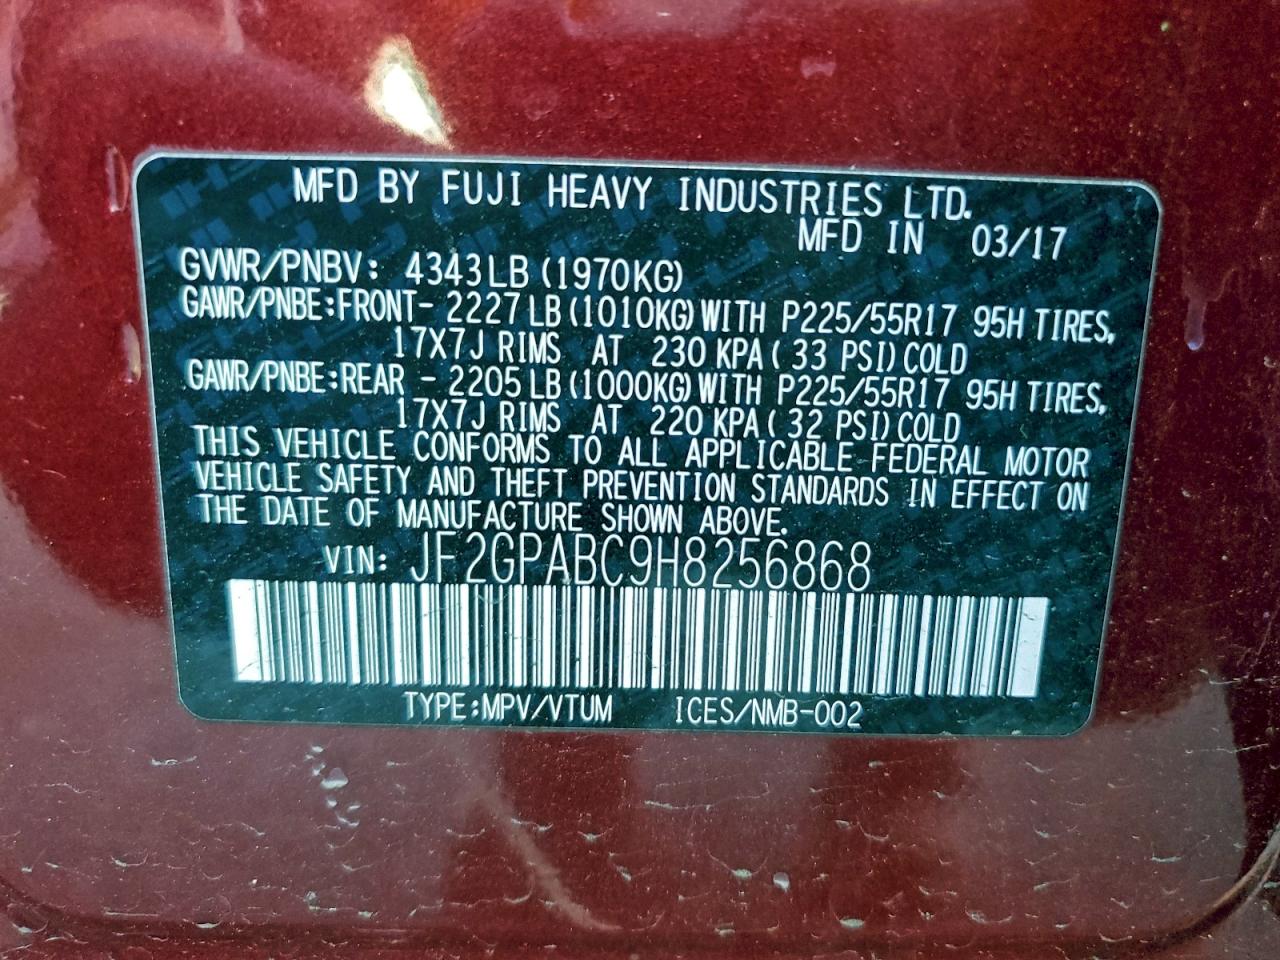 MFD BY FUJI HEAVY INDUSTRIES LTD.
MFD IN 03/17
GVWR/PNBV: 4343LB (1970KG)
GAWR/PNBE:FRONT- 2227LB (1010KG) WITH P225/55R17 95H TIRES,
17X7J RIMS AT 230 KPA ( 33 PSI) COLD
GAWR/PNBE:REAR - 2205LB (1000KG) WITH P225/55R17 95H TIRES,
17X7J RIMS AT 220 KPA ( 32 PSI) COLD
THIS VEHICLE CONFORMS TO ALL APPLICABLE FEDERAL MOTOR
VEHICLE SAFETY AND THEFT PREVENTION STANDARDS IN EFFECT ON
THE DATE OF MANUFACTURE SHOWN ABOVE.
VIN: JF2GPABC9H8256868
TYPE:MPV/VTUM ICES/NMB-002